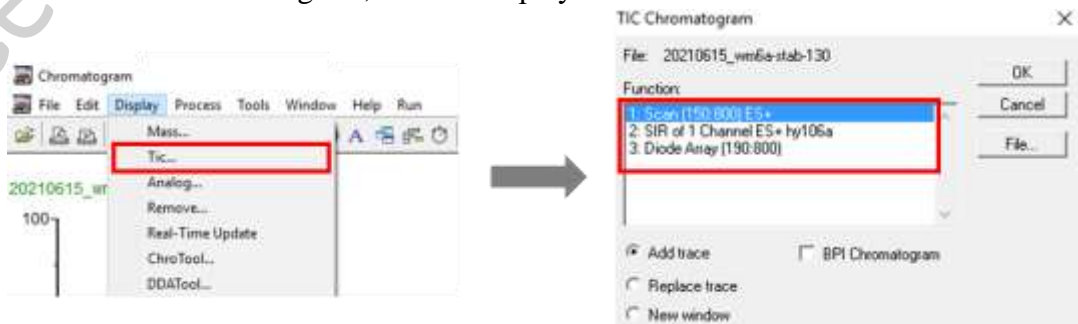 Chromatogram
File Edit Display Process Tools Window Help Run
Mass...
Tic...
Analog...
Remove...
Real-Time Update
ChroTool...
DDATool...
100
TIC Chromatogram
File: 20210615_wm6a-stab-130
Function:
1: Scan (150:800) ES+
2: SIR of 1 Channel ES+ hy106a
3: Diode Array (190:800)
OK
Cancel
File...
Add trace
BPI Chromatogram
Replace trace
New window